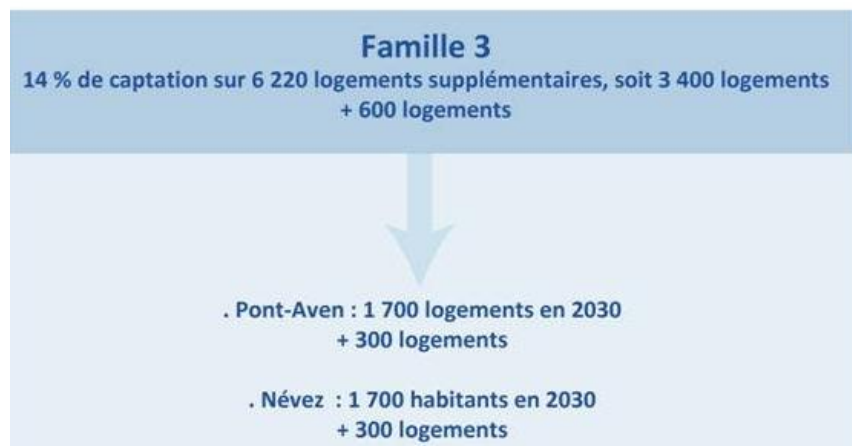 Famille 3
14 % de captation sur 6 220 logements supplémentaires, soit 3 400 logements
+ 600 logements
. Pont-Aven : 1 700 logements en 2030
+ 300 logements
. Névez : 1 700 habitants en 2030
+ 300 logements